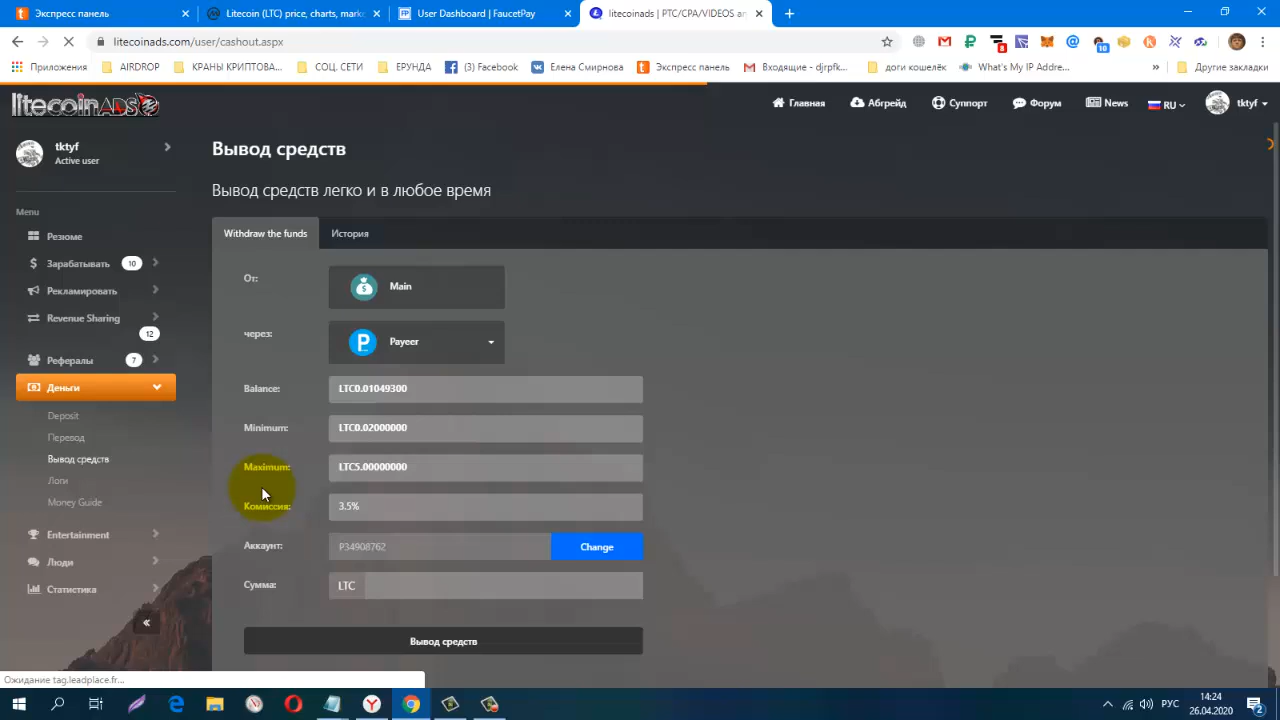 Экспресс панель
Litecoin (LTC) price, charts, marke
User Dashboard | FaucetPay
litecoinads | PTC/CPA/VIDEOS an
litecoinads.com/user/cashout.aspx
8
10
Приложения
AIRDROP
КРАНЫ КРИПТОВА...
СОЦ. СЕТИ
ЕРУНДА
(3) Facebook
Елена Смирнова
Экспресс панель
Входящие - djrpfk...
доги кошелёк
What's My IP Addre...
Другие закладки
litecoinADS
Главная
Абгрейд
Суппорт
Форум
News
RU
tktyf
tktyf
Active user
Menu
Резюме
Зарабатывать 10
Рекламировать
Revenue Sharing
12
Рефералы 7
Деньги
Deposit
Перевод
Вывод средств
Логи
Money Guide
Entertainment
Люди
Статистика
Вывод средств
Вывод средств легко и в любое время
Withdraw the funds
История
От: Main
через: Payeer
Balance: LTC0.01049300
Minimum: LTC0.02000000
Maximum: LTC5.00000000
Комиссия: 3.5%
Аккаунт: P34908762 Change
Сумма: LTC
Вывод средств
Ожидание tag.leadplace.fr...
РУС
14:24
26.04.2020
2